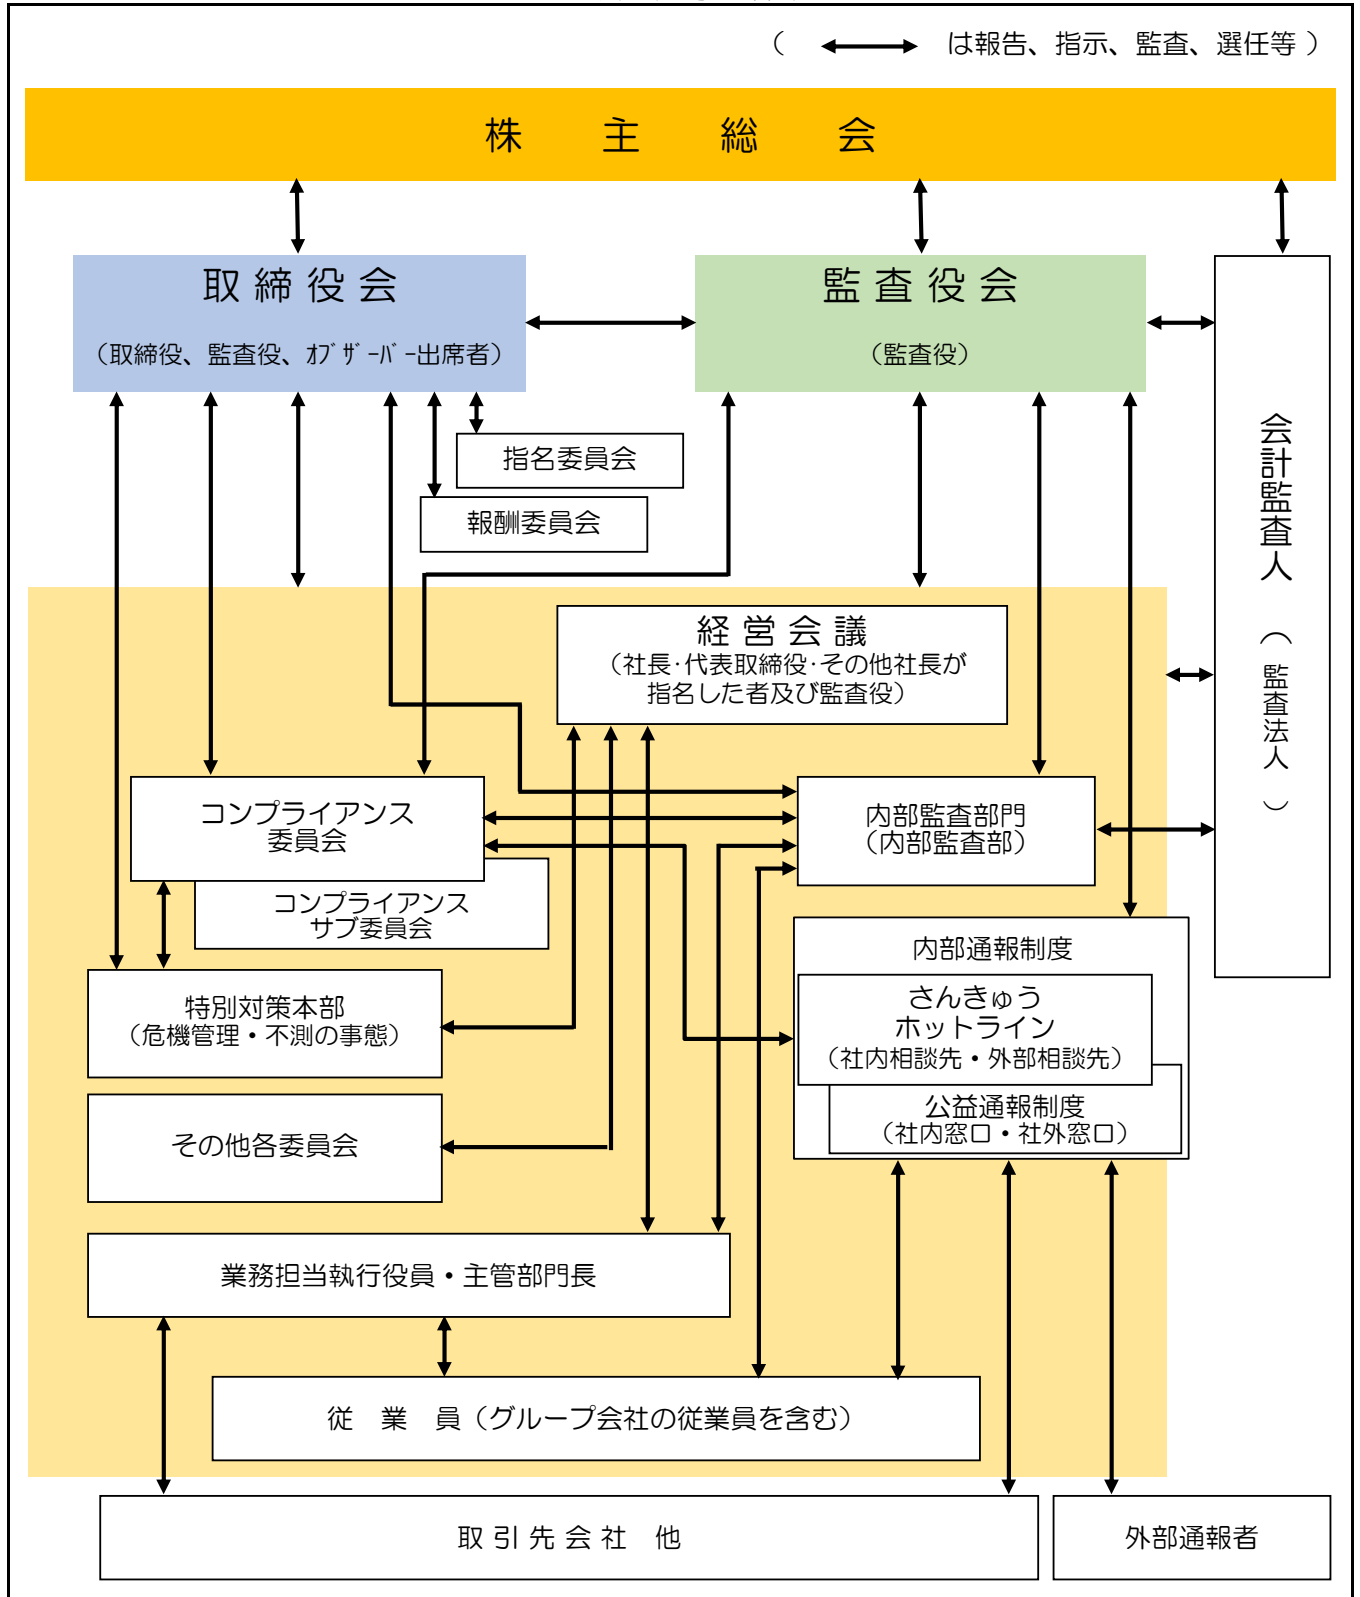 （ ⟷ は報告、指示、監査、選任等 ）
株 主 総 会
取 締 役 会
（取締役、監査役、ｵﾌﾞｻﾞｰﾊﾞｰ出席者）
監 査 役 会
（監査役）
会計監査人（監査法人）
指名委員会
報酬委員会
経 営 会 議
（社長･代表取締役･その他社長が
指名した者及び監査役）
コンプライアンス
委員会
内部監査部門
（内部監査部）
コンプライアンス
サブ委員会
内部通報制度
特別対策本部
（危機管理・不測の事態）
さんきゅう
ホットライン
（社内相談先・外部相談先）
公益通報制度
（社内窓口・社外窓口）
その他各委員会
業務担当執行役員・主管部門長
従 業 員（グループ会社の従業員を含む）
取 引 先 会 社 他
外部通報者